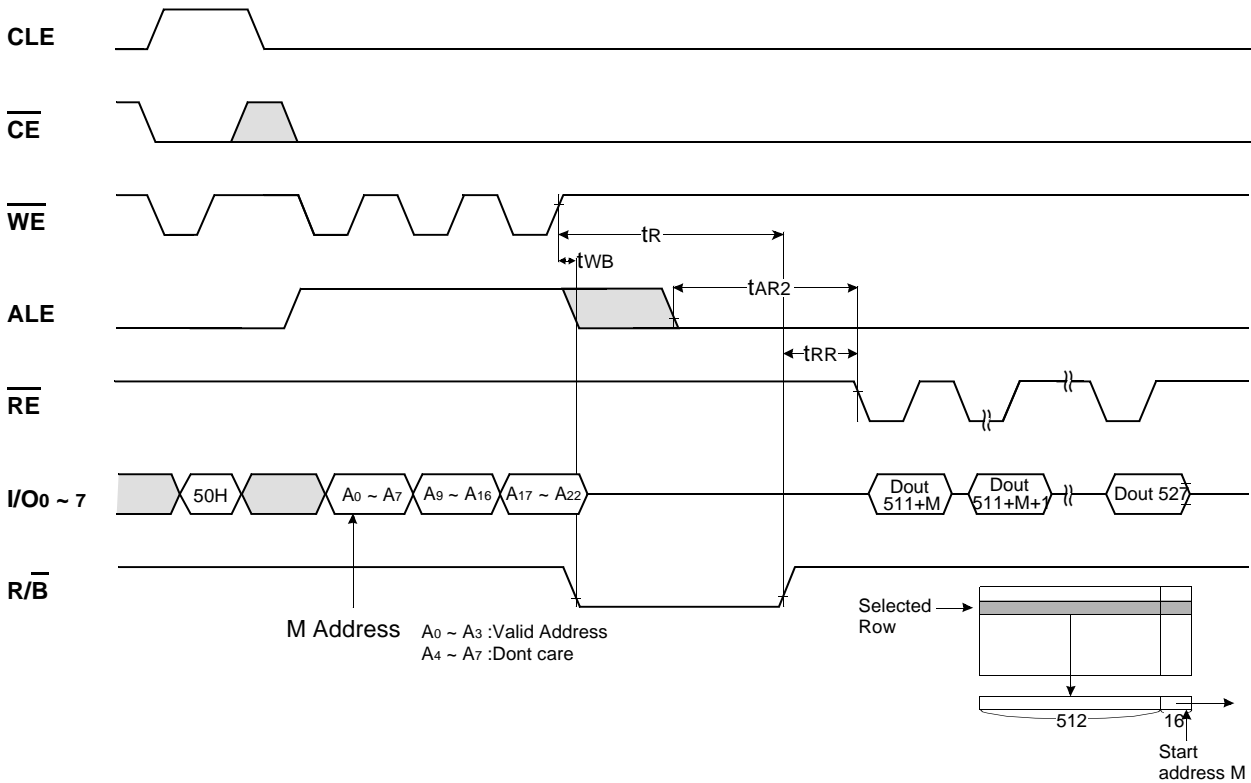 CLE
CE
WE
tR
tWB
ALE
tAR2
tRR
RE
I/O0 ~ 7
50H
A0 ~ A7
A9 ~ A16
A17 ~ A22
Dout
511+M
Dout
511+M+1
Dout 527
R/B
M Address
A0 ~ A3 :Valid Address
A4 ~ A7 :Dont care
Selected
Row
512
16
Start
address M